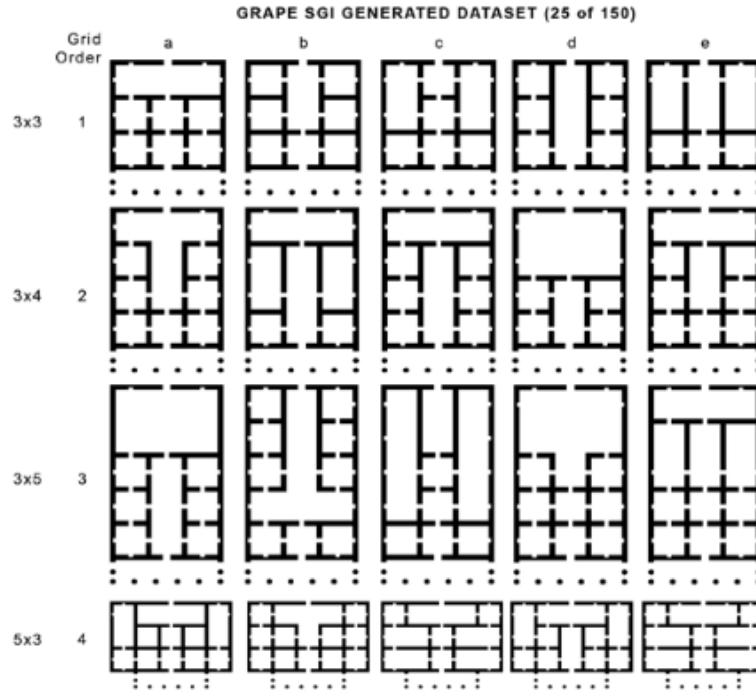 GRAPE SGI GENERATED DATASET (25 of 150)
Grid
Order
a b c d e
3x3 1
3x4 2
3x5 3
5x3 4